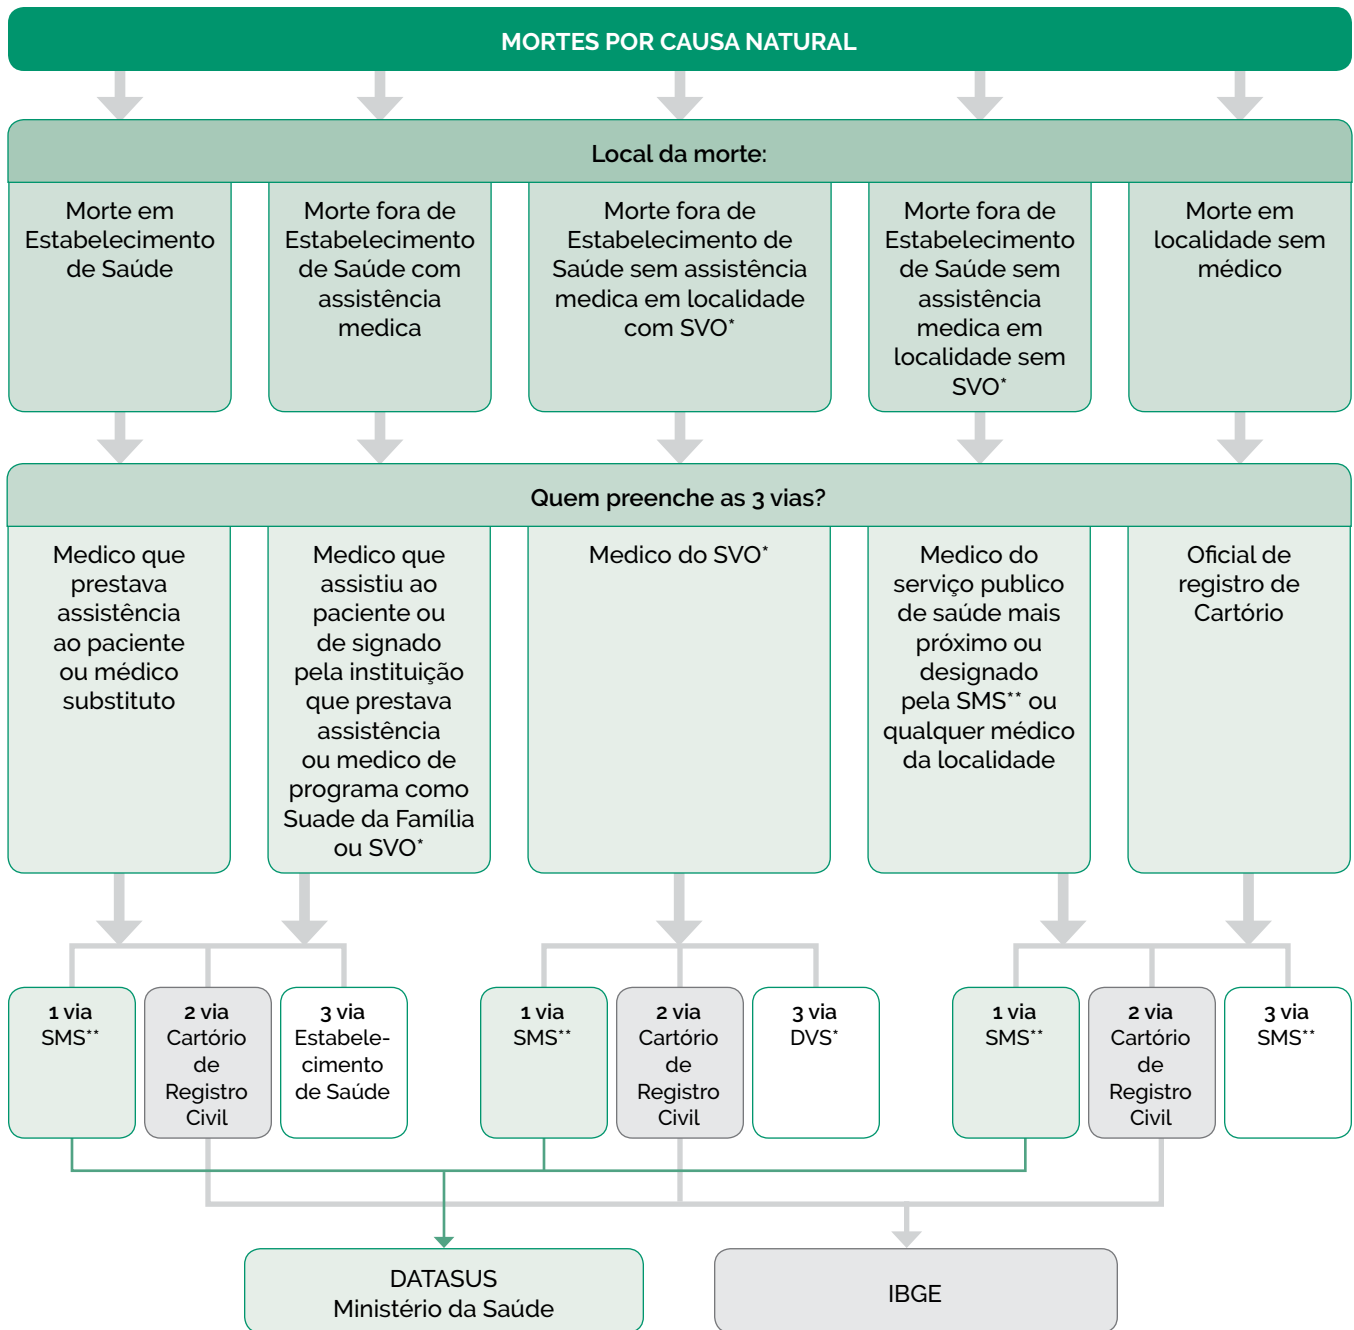 MORTES POR CAUSA NATURAL
Local da morte:
Morte em
Estabelecimento
de Saúde
Morte fora de
Estabelecimento
de Saúde com
assistência
medica
Morte fora de
Estabelecimento de
Saúde sem assistência
medica em localidade
com SVO*
Morte fora de
Estabelecimento
de Saúde sem
assistência
medica em
localidade sem
SVO*
Morte em
localidade sem
médico
Quem preenche as 3 vias?
Medico que
prestava
assistência
ao paciente
ou médico
substituto
Medico que
assistiu ao
paciente ou
de signado
pela instituição
que prestava
assistência
ou medico de
programa como
Suade da Família
ou SVO*
Medico do SVO*
Medico do
serviço publico
de saúde mais
próximo ou
designado
pela SMS** ou
qualquer médico
da localidade
Oficial de
registro de
Cartório
1 via
SMS**
2 via
Cartório
de
Registro
Civil
3 via
Estabele-
cimento
de Saúde
1 via
SMS**
2 via
Cartório
de
Registro
Civil
3 via
DVS*
1 via
SMS**
2 via
Cartório
de
Registro
Civil
3 via
SMS**
DATASUS
Ministério da Saúde
IBGE